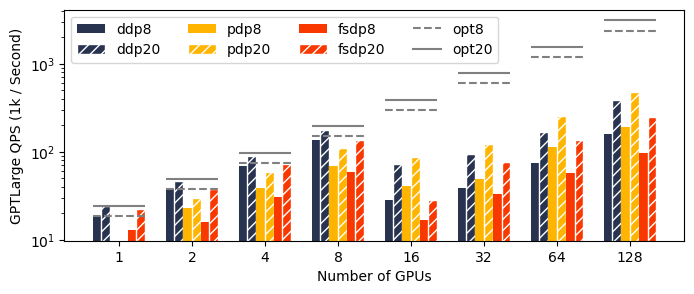 ddp8 pdp8 fsdp8 opt8
ddp20 pdp20 fsdp20 opt20
GPTLarge QPS (1k / Second)
10³
10²
10¹
1 2 4 8 16 32 64 128
Number of GPUs